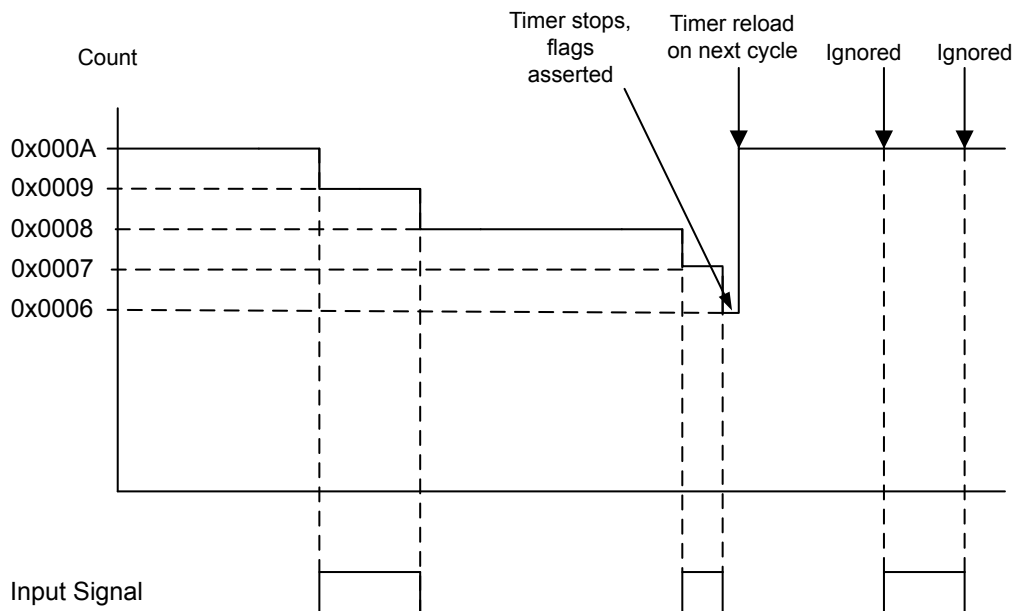 Timer stops,
flags
asserted
Timer reload
on next cycle
Ignored
Ignored
Count
0x000A
0x0009
0x0008
0x0007
0x0006
Input Signal